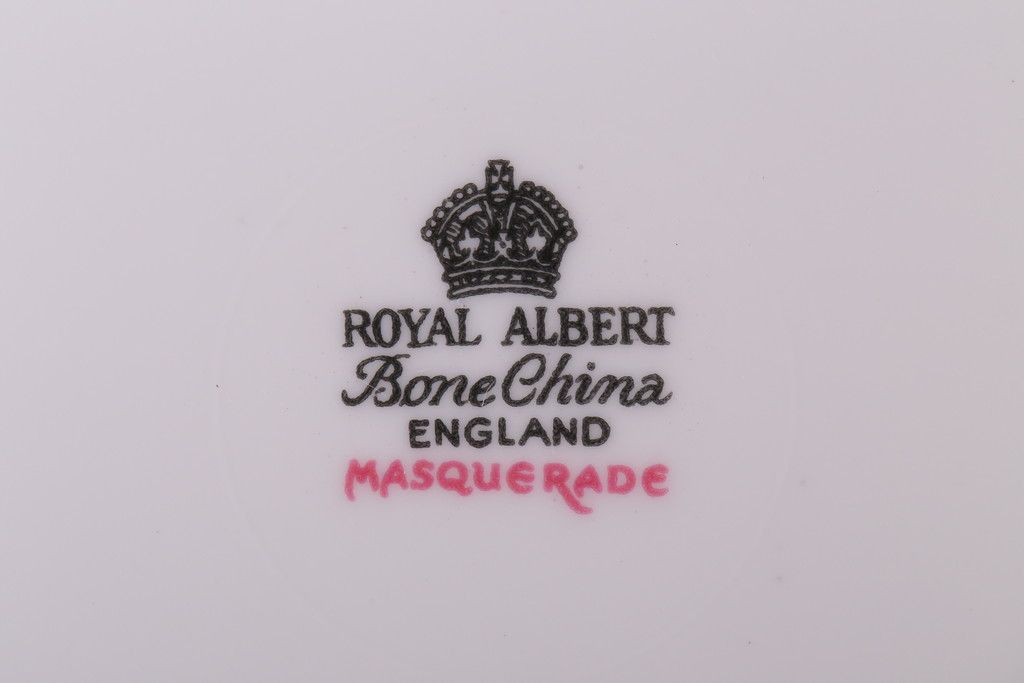 ROYAL ALBERT
Bone China
ENGLAND
MASQUERADE